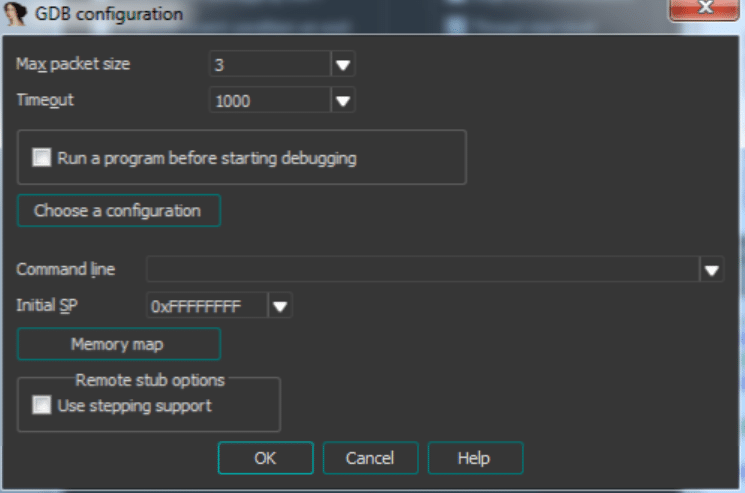 GDB configuration
Max packet size 3
Timeout 1000
Run a program before starting debugging
Choose a configuration
Command line
Initial SP 0xFFFFFFFF
Memory map
Remote stub options
Use stepping support
OK Cancel Help